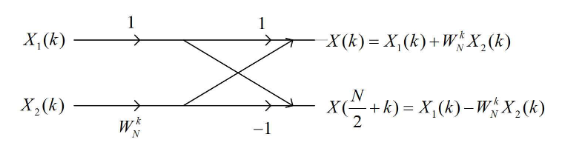 1 1
X₁(k) X(k) = X₁(k)+W_N^k X₂(k)
X₂(k) X(N/2+k) = X₁(k)−W_N^k X₂(k)
W_N^k −1